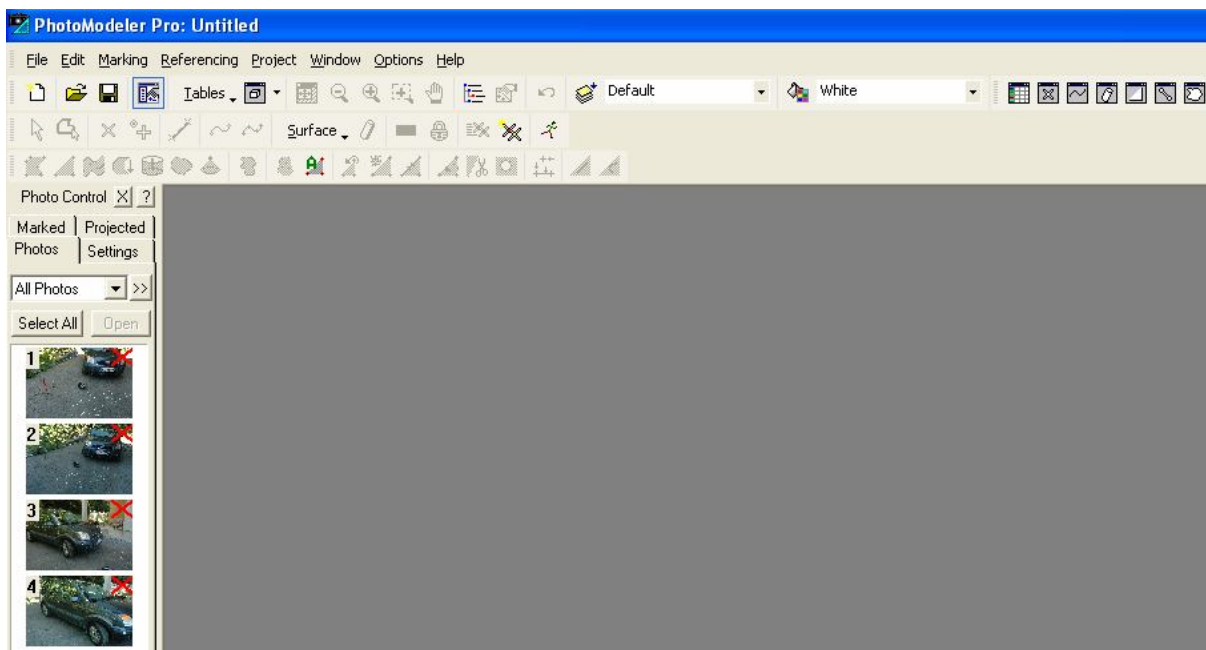 PhotoModeler Pro: Untitled
File Edit Marking Referencing Project Window Options Help
Tables Default White
Surface
Photo Control X ?
Marked Projected
Photos Settings
All Photos >>
Select All Open
1
2
3
4